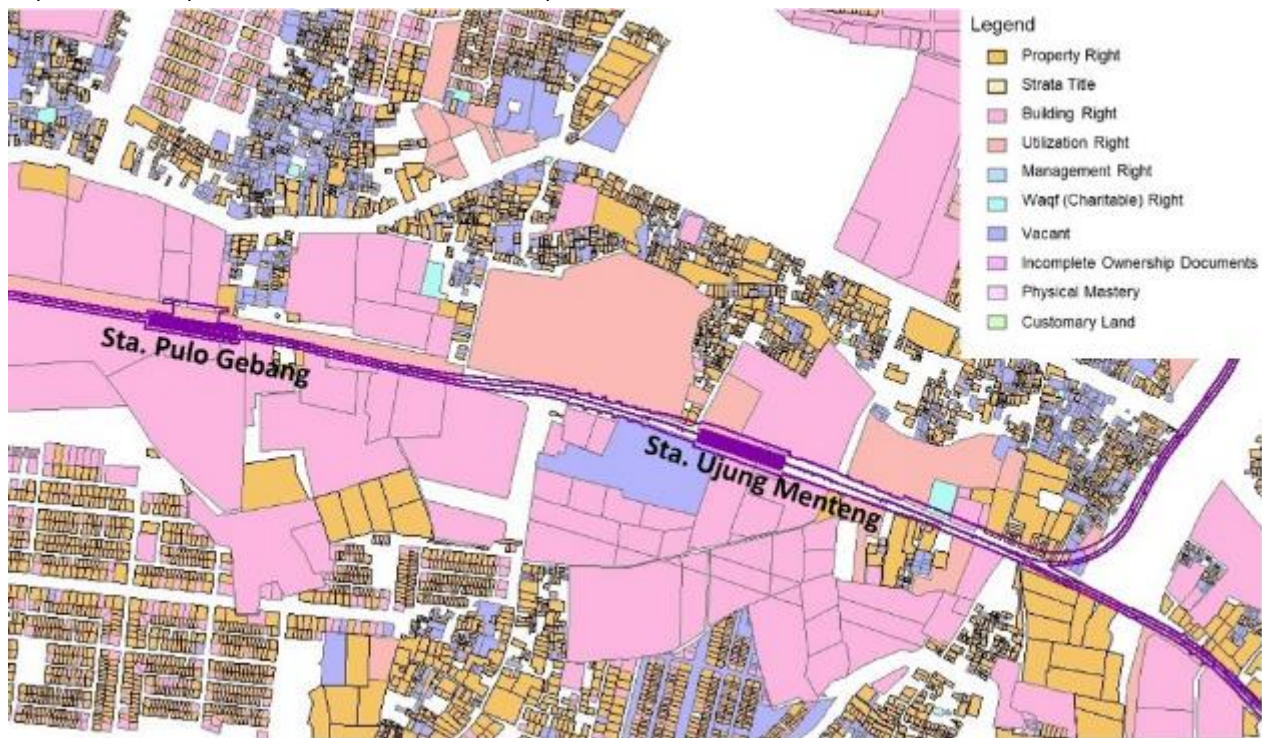 Legend
Property Right
Strata Title
Building Right
Utilization Right
Management Right
Waqf (Charitable) Right
Vacant
Incomplete Ownership Documents
Physical Mastery
Customary Land
Sta. Pulo Gebang
Sta. Ujung Menteng